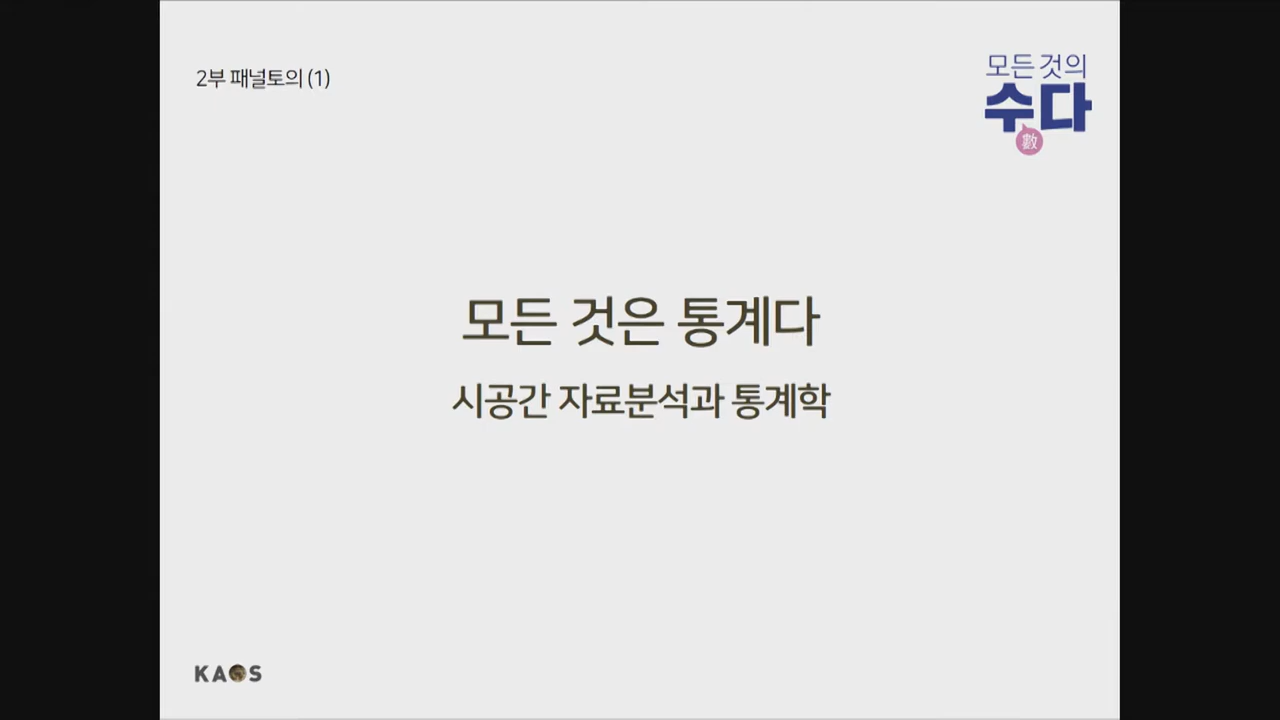 2부 패널토의 (1)
모든 것의
수다
數
모든 것은 통계다
시공간 자료분석과 통계학
KAOS